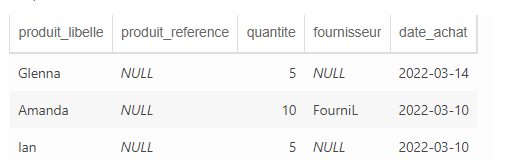 produit_libelle produit_reference quantite fournisseur date_achat
Glenna NULL 5 NULL 2022-03-14
Amanda NULL 10 FourniL 2022-03-10
Ian NULL 5 NULL 2022-03-10